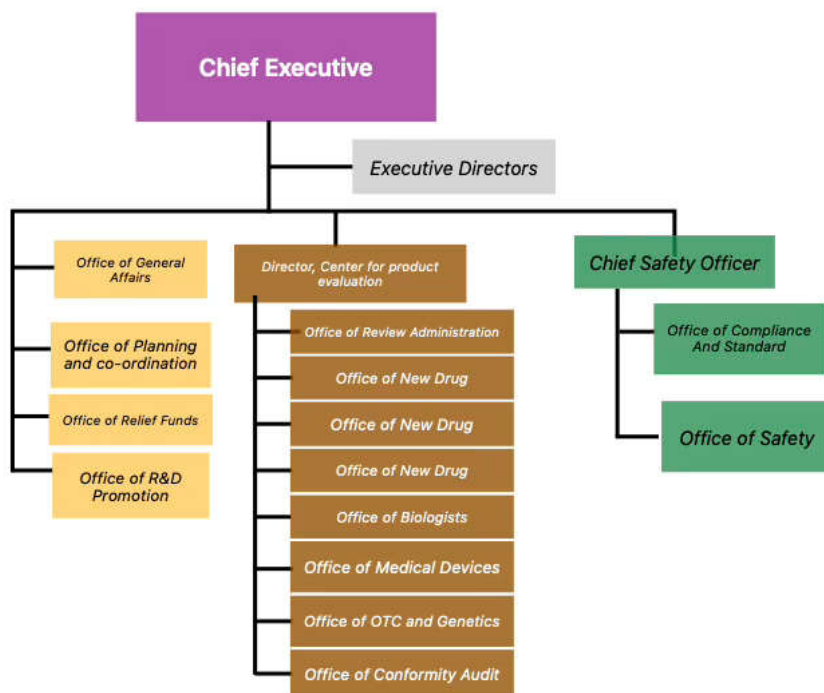 Chief Executive
Executive Directors
Office of General
Affairs
Office of Planning
and co-ordination
Office of Relief Funds
Office of R&D
Promotion
Director, Center for product
evaluation
Office of Review Administration
Office of New Drug
Office of New Drug
Office of New Drug
Office of Biologists
Office of Medical Devices
Office of OTC and Genetics
Office of Conformity Audit
Chief Safety Officer
Office of Compliance
And Standard
Office of Safety